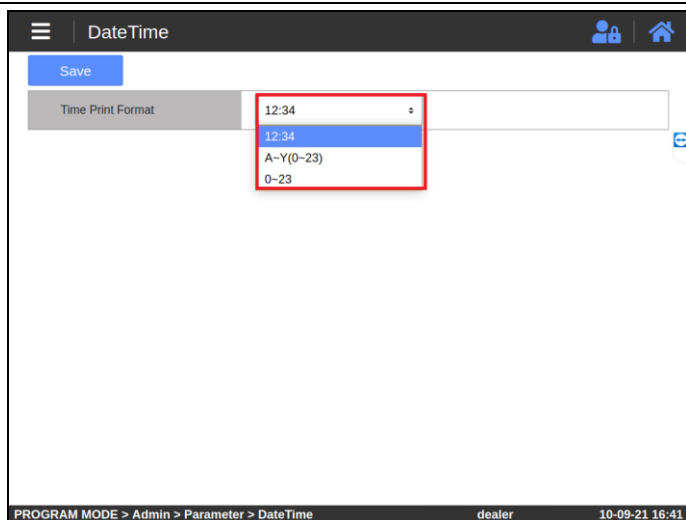 DateTime
Save
Time Print Format 12:34
12:34
A~Y(0~23)
0~23
PROGRAM MODE > Admin > Parameter > DateTime dealer 10-09-21 16:41